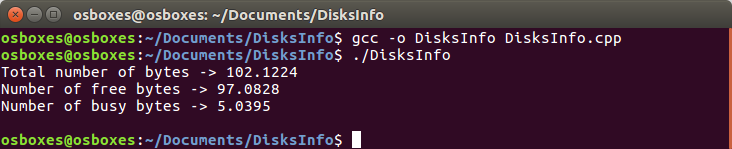 osboxes@osboxes: ~/Documents/DisksInfo
osboxes@osboxes:~/Documents/DisksInfo$ gcc -o DisksInfo DisksInfo.cpp
osboxes@osboxes:~/Documents/DisksInfo$ ./DisksInfo
Total number of bytes -> 102.1224
Number of free bytes -> 97.0828
Number of busy bytes -> 5.0395
osboxes@osboxes:~/Documents/DisksInfo$